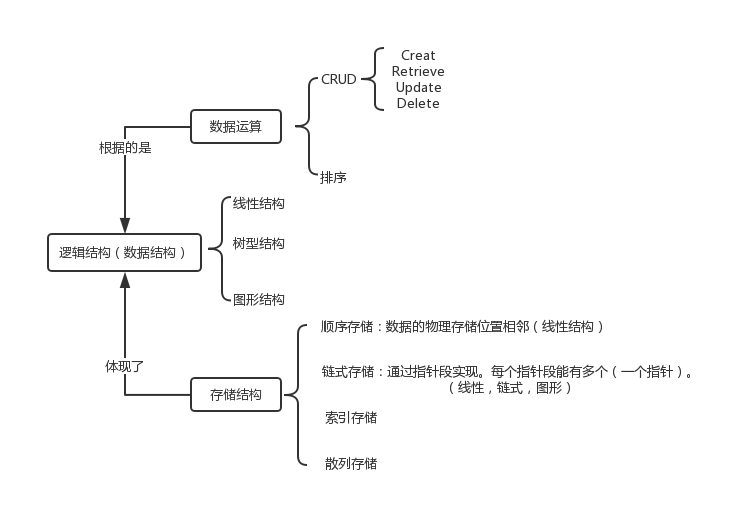 CRUD
Creat
Retrieve
Update
Delete
数据运算
排序
根据的是
线性结构
树型结构
图形结构
逻辑结构（数据结构）
体现了
存储结构
顺序存储：数据的物理存储位置相邻（线性结构）
链式存储：通过指针段实现。每个指针段能有多个（一个指针）。
（线性，链式，图形）
索引存储
散列存储